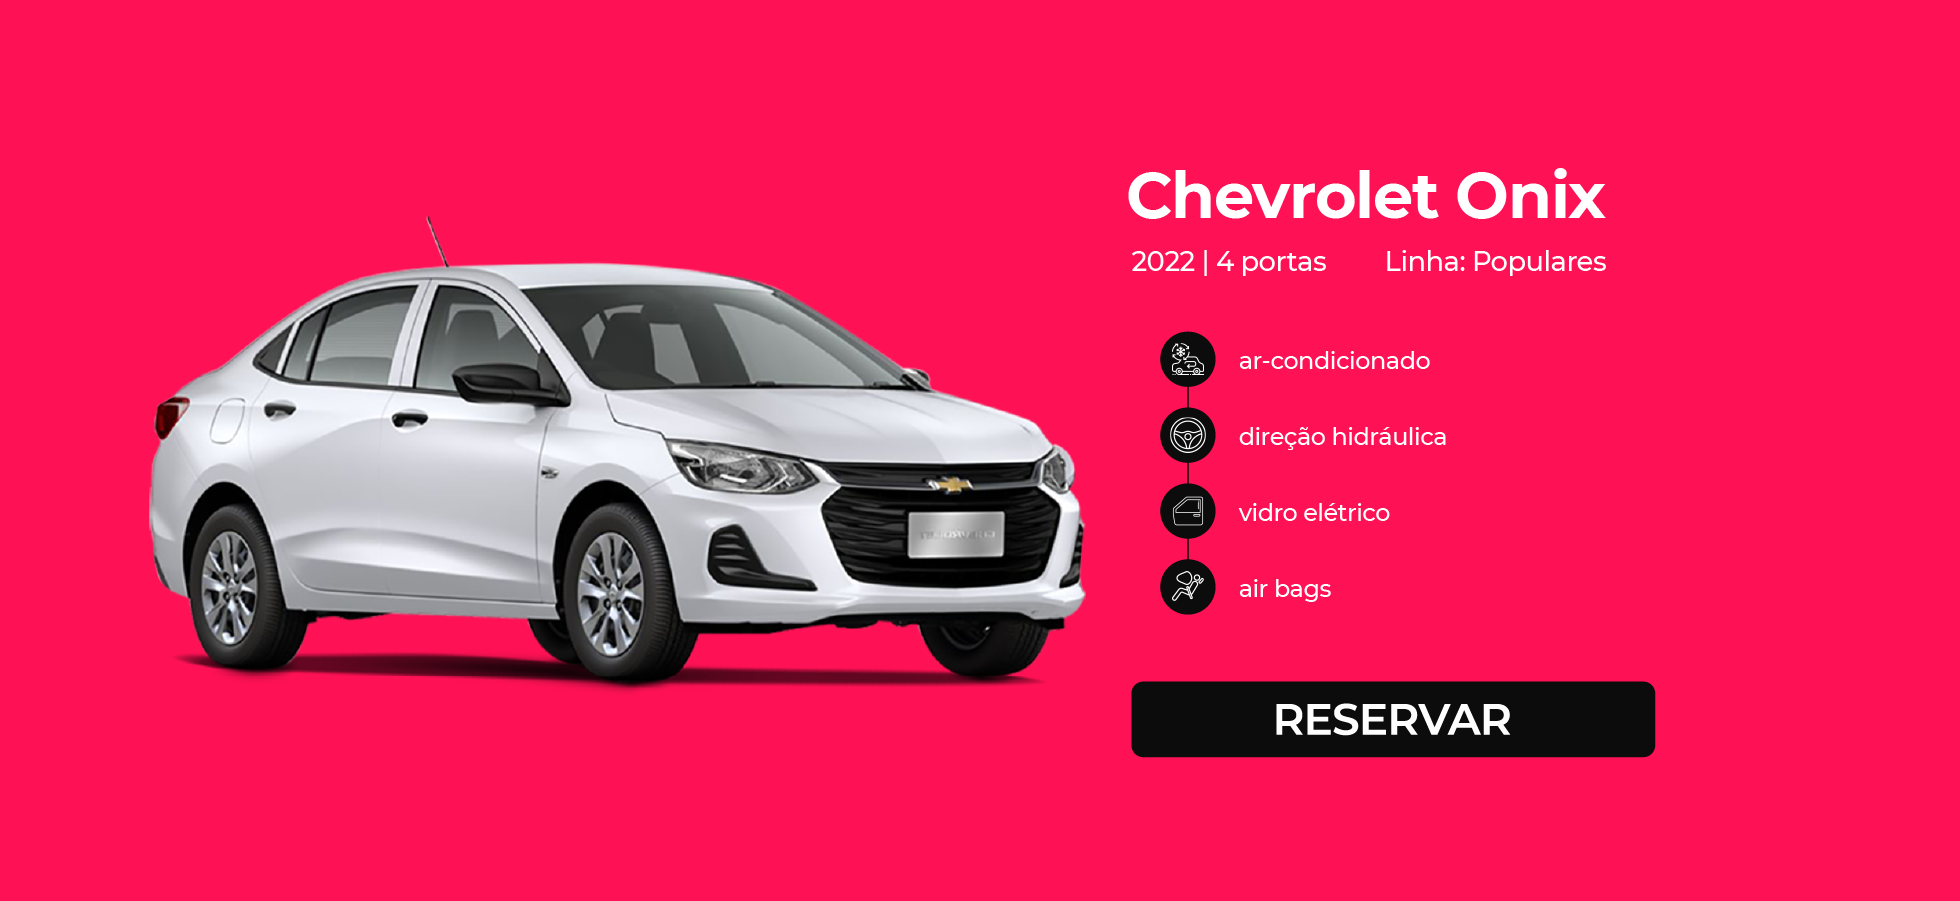 Chevrolet Onix
2022 | 4 portas Linha: Populares
ar-condicionado
direção hidráulica
vidro elétrico
air bags
RESERVAR